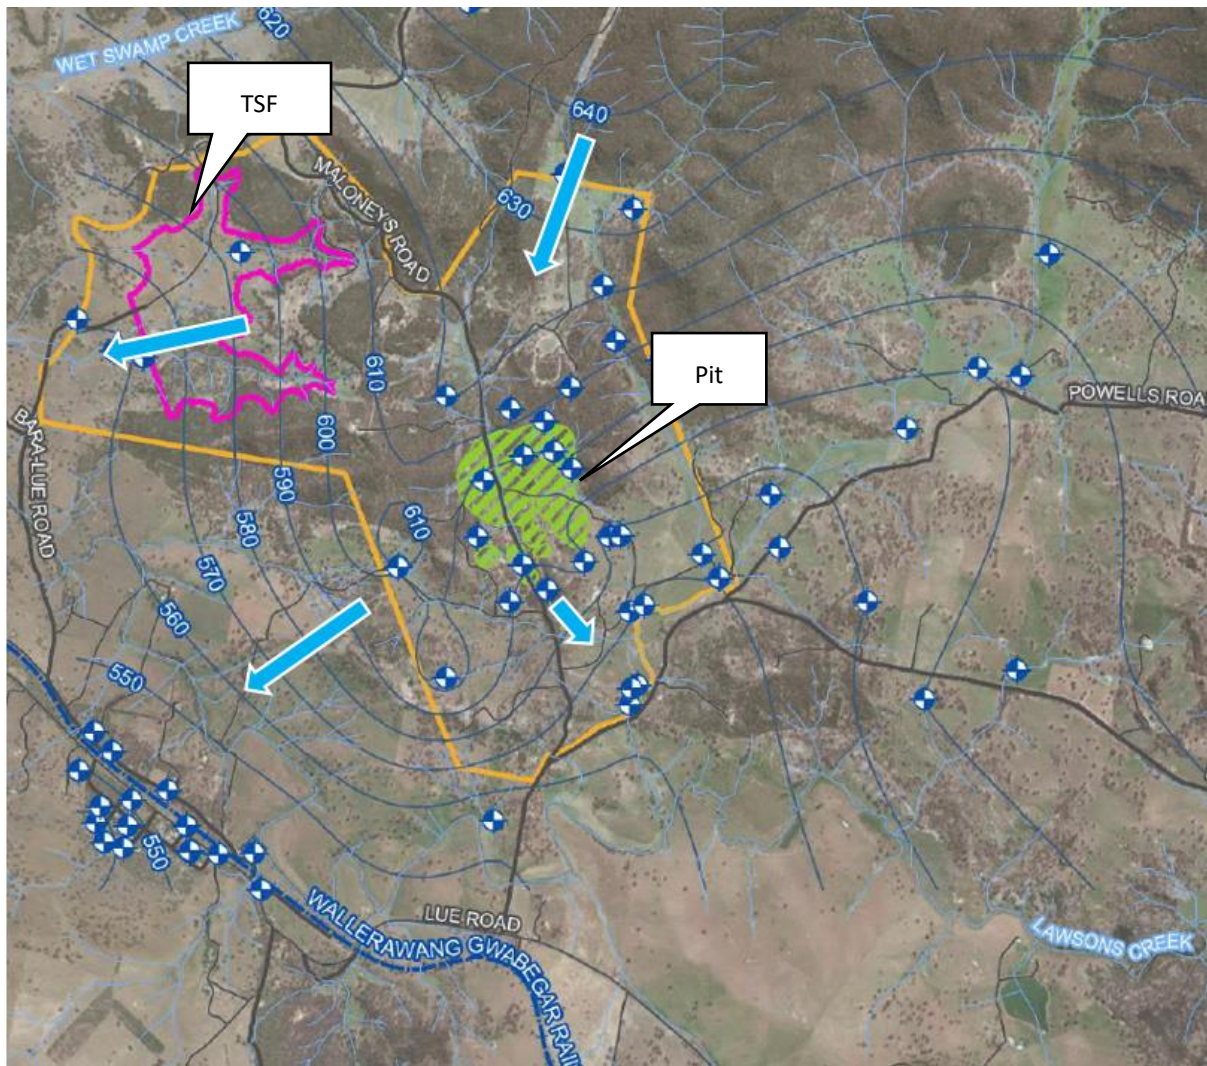 620
WET SWAMP CREEK
TSF
640
MALONEYS ROAD
630
610
Pit
POWELLS ROA
BARA-LUE ROAD
600
590
580
610
570
560
550
550
LUE ROAD
WALLERAWANG GWABEGAR RAIL
LAWSONS CREEK